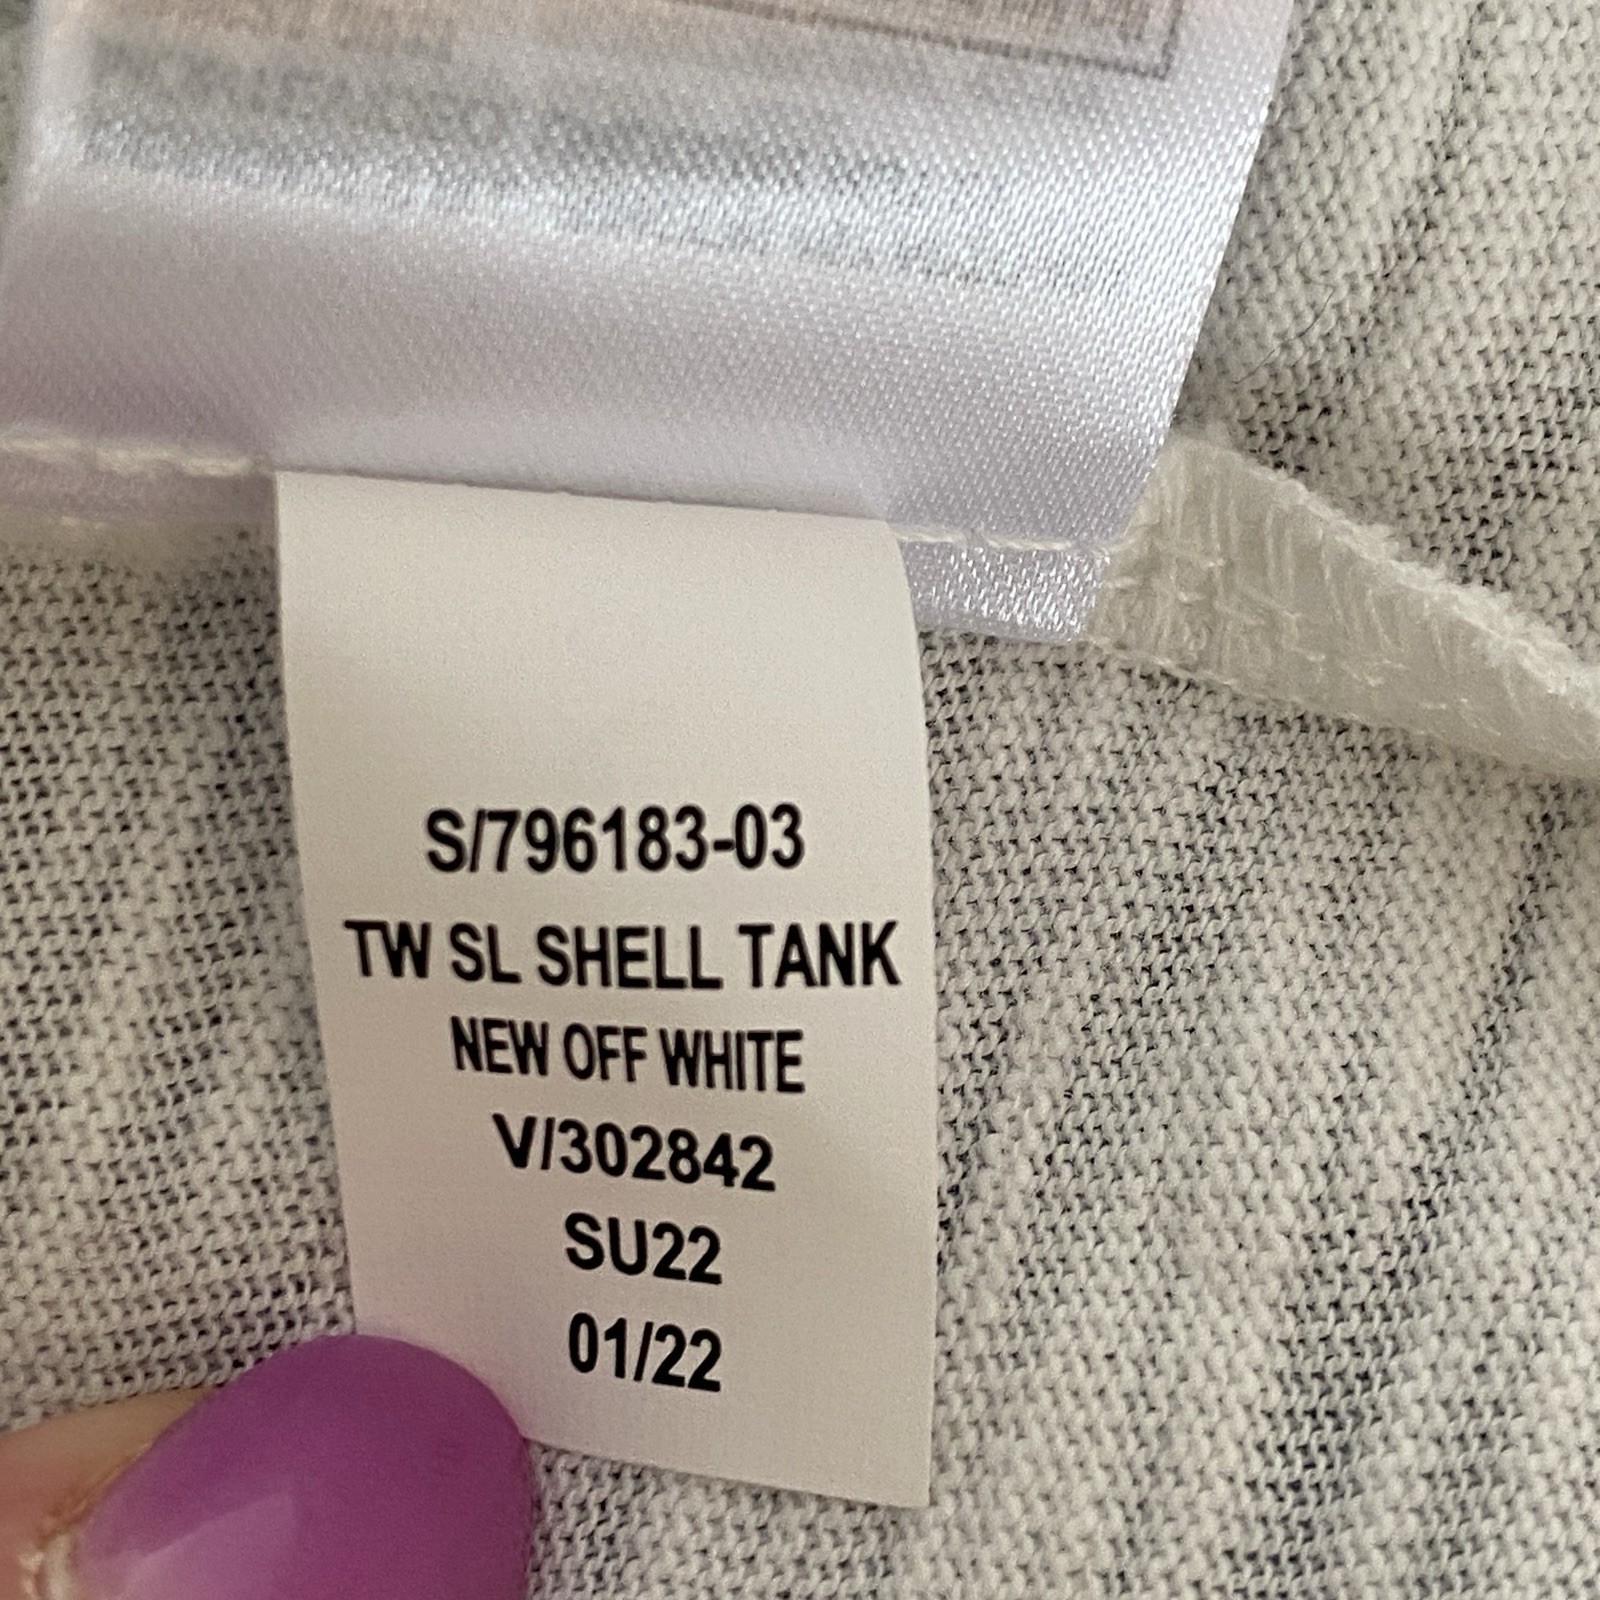 S/796183-03
TW SL SHELL TANK
NEW OFF WHITE
V/302842
SU22
01/22